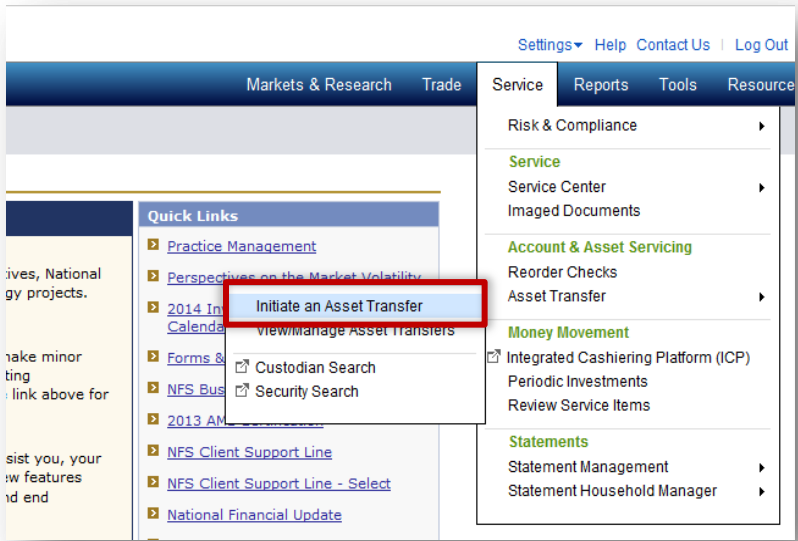 Settings Help Contact Us | Log Out
Markets & Research Trade Service Reports Tools Resource
Risk & Compliance
Service
Service Center
Imaged Documents
Account & Asset Servicing
Reorder Checks
Asset Transfer
Money Movement
Integrated Cashiering Platform (ICP)
Periodic Investments
Review Service Items
Statements
Statement Management
Statement Household Manager
Initiate an Asset Transfer
View/Manage Asset Transfers
Custodian Search
Security Search
Quick Links
Practice Management
Perspectives on the Market Volatility
2014 In
Calenda
Forms &
NFS Bus
2013 AM
NFS Client Support Line
NFS Client Support Line - Select
National Financial Update
tives, National
gy projects.
make minor
ting
link above for
sist you, your
ew features
nd end